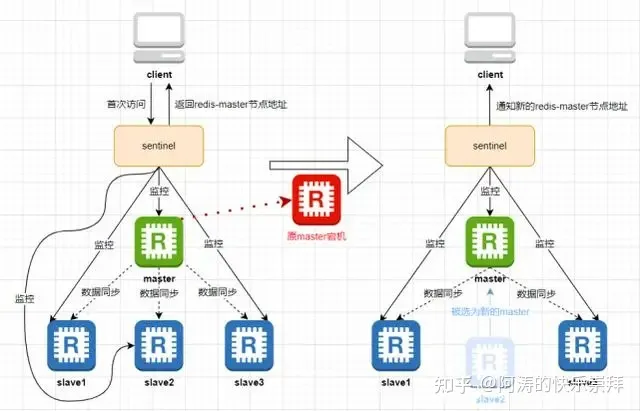 client
client
首次访问
返回redis-master节点地址
通知新的redis-master节点地址
sentinel
sentinel
监控
监控
监控
监控
R
原master宕机
监控
监控
监控
R
master
R
master
数据同步
数据同步
数据同步
数据同步
数据同步
被选为新的master
R
slave1
R
slave2
R
slave3
R
slave1
R
slave2
R
知乎 @阿涛的快乐崇拜